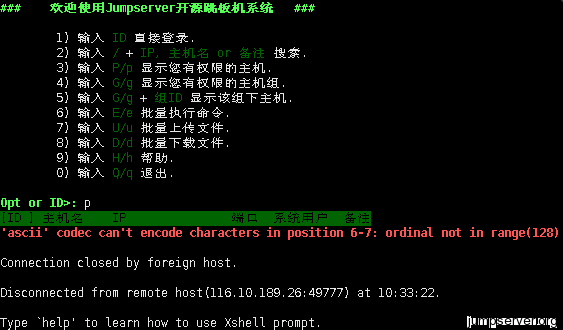 ### 欢迎使用Jumpserver开源跳板机系统 ###
1) 输入 ID 直接登录.
2) 输入 / + IP, 主机名 or 备注 搜索.
3) 输入 P/p 显示您有权限的主机.
4) 输入 G/g 显示您有权限的主机组.
5) 输入 G/g + 组ID 显示该组下主机.
6) 输入 E/e 批量执行命令.
7) 输入 U/u 批量上传文件.
8) 输入 D/d 批量下载文件.
9) 输入 H/h 帮助.
0) 输入 Q/q 退出.
Opt or ID>: p
[ID ] 主机名 IP 端口 系统用户 备注
'ascii' codec can't encode characters in position 6-7: ordinal not in range(128)
Connection closed by foreign host.
Disconnected from remote host(116.10.189.26:49777) at 10:33:22.
Type `help' to learn how to use Xshell prompt.
jumpserver.org